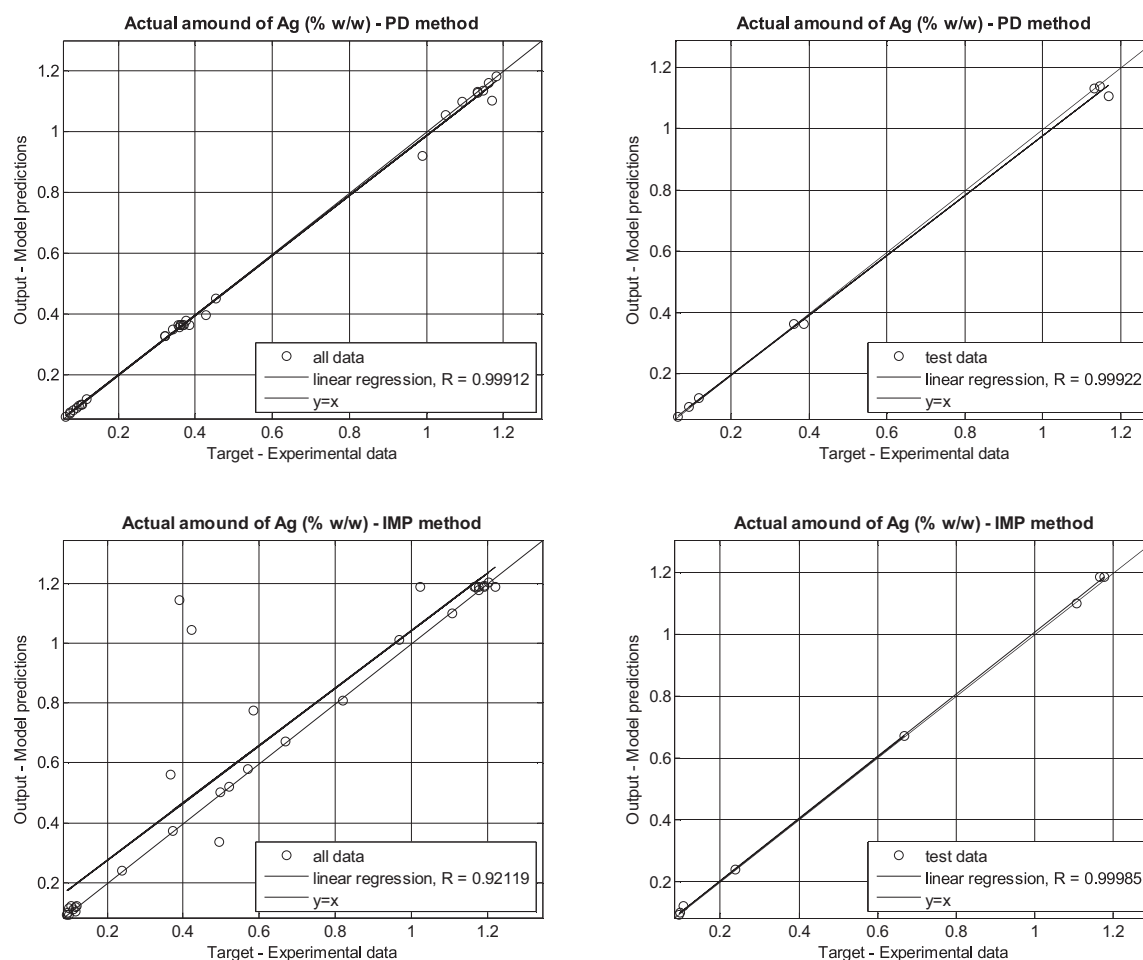 Actual amount of Ag (% w/w) - PD method
Output - Model predictions
1.2
1
0.8
0.6
0.4
0.2
all data
linear regression, R = 0.99912
y=x
0.2 0.4 0.6 0.8 1 1.2
Target - Experimental data
Actual amount of Ag (% w/w) - PD method
Output - Model predictions
1.2
1
0.8
0.6
0.4
0.2
test data
linear regression, R = 0.99922
y=x
0.2 0.4 0.6 0.8 1 1.2
Target - Experimental data
Actual amound of Ag (% w/w) - IMP method
Output - Model predictions
1.2
1
0.8
0.6
0.4
0.2
all data
linear regression, R = 0.92119
y=x
0.2 0.4 0.6 0.8 1 1.2
Target - Experimental data
Actual amound of Ag (% w/w) - IMP method
Output - Model predictions
1.2
1
0.8
0.6
0.4
0.2
test data
linear regression, R = 0.99985
y=x
0.2 0.4 0.6 0.8 1 1.2
Target - Experimental data